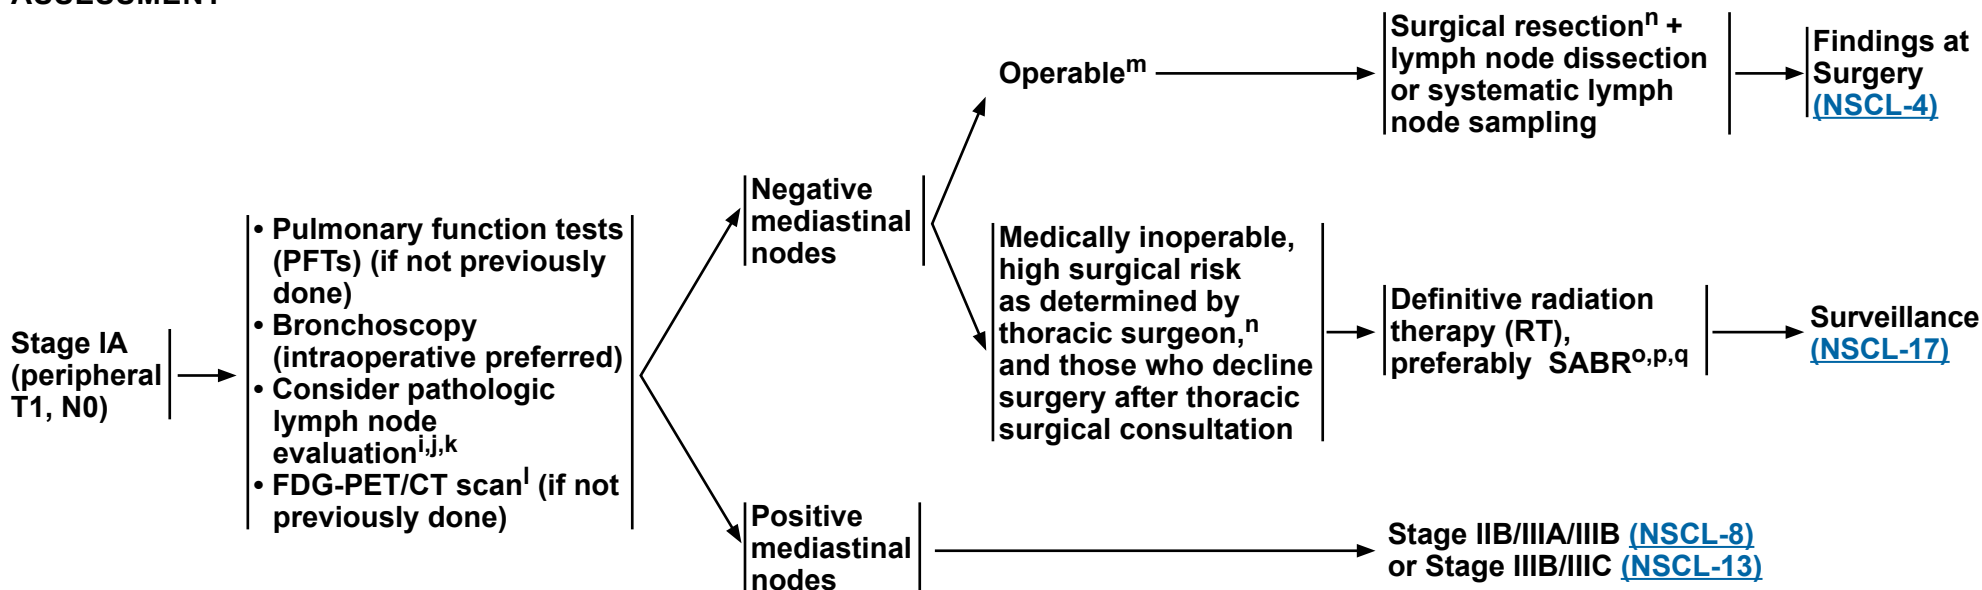 Stage IA
(peripheral
T1, N0)
• Pulmonary function tests
(PFTs) (if not previously
done)
• Bronchoscopy
(intraoperative preferred)
• Consider pathologic
lymph node
evaluationi,j,k
• FDG-PET/CT scanl (if not
previously done)
Negative
mediastinal
nodes
Operablem
Surgical resectionn +
lymph node dissection
or systematic lymph
node sampling
Findings at
Surgery
(NSCL-4)
Medically inoperable,
high surgical risk
as determined by
thoracic surgeon,n
and those who decline
surgery after thoracic
surgical consultation
Definitive radiation
therapy (RT),
preferably SABRo,p,q
Surveillance
(NSCL-17)
Positive
mediastinal
nodes
Stage IIB/IIIA/IIIB (NSCL-8)
or Stage IIIB/IIIC (NSCL-13)